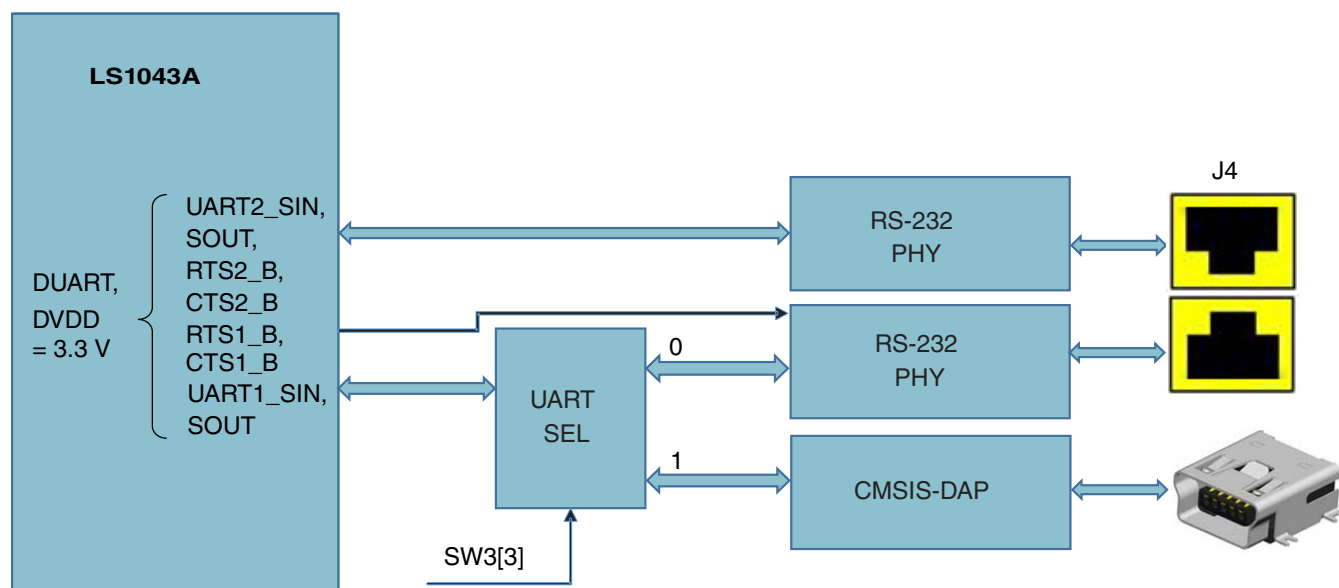 LS1043A
DUART,
DVDD
= 3.3 V
UART2_SIN,
SOUT,
RTS2_B,
CTS2_B
RTS1_B,
CTS1_B
UART1_SIN,
SOUT
UART
SEL
SW3[3]
0
1
RS-232
PHY
RS-232
PHY
CMSIS-DAP
J4